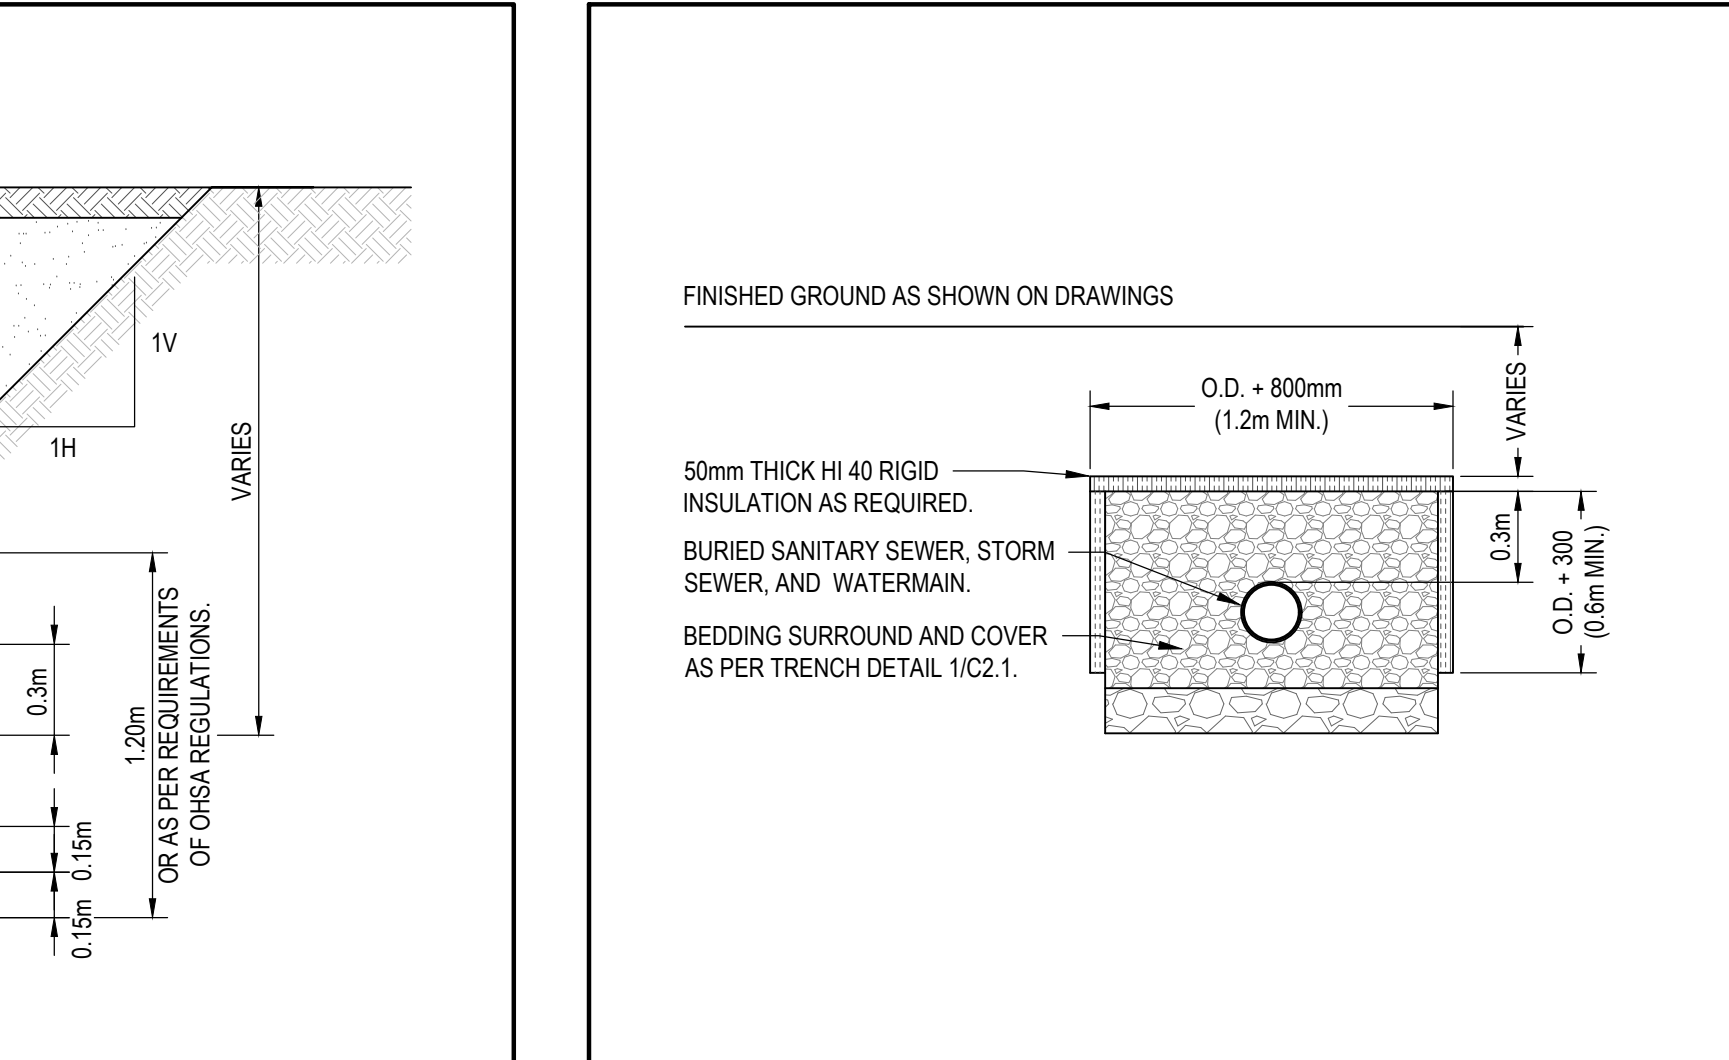 1V
1H
VARIES
0.3m
1.20m
OR AS PER REQUIREMENTS
OF OHSA REGULATIONS.
0.15m
0.15m
FINISHED GROUND AS SHOWN ON DRAWINGS
O.D. + 800mm
(1.2m MIN.)
VARIES
50mm THICK HI 40 RIGID
INSULATION AS REQUIRED.
BURIED SANITARY SEWER, STORM
SEWER, AND WATERMAIN.
BEDDING SURROUND AND COVER
AS PER TRENCH DETAIL 1/C2.1.
0.3m
O.D. + 300
(0.6m MIN.)